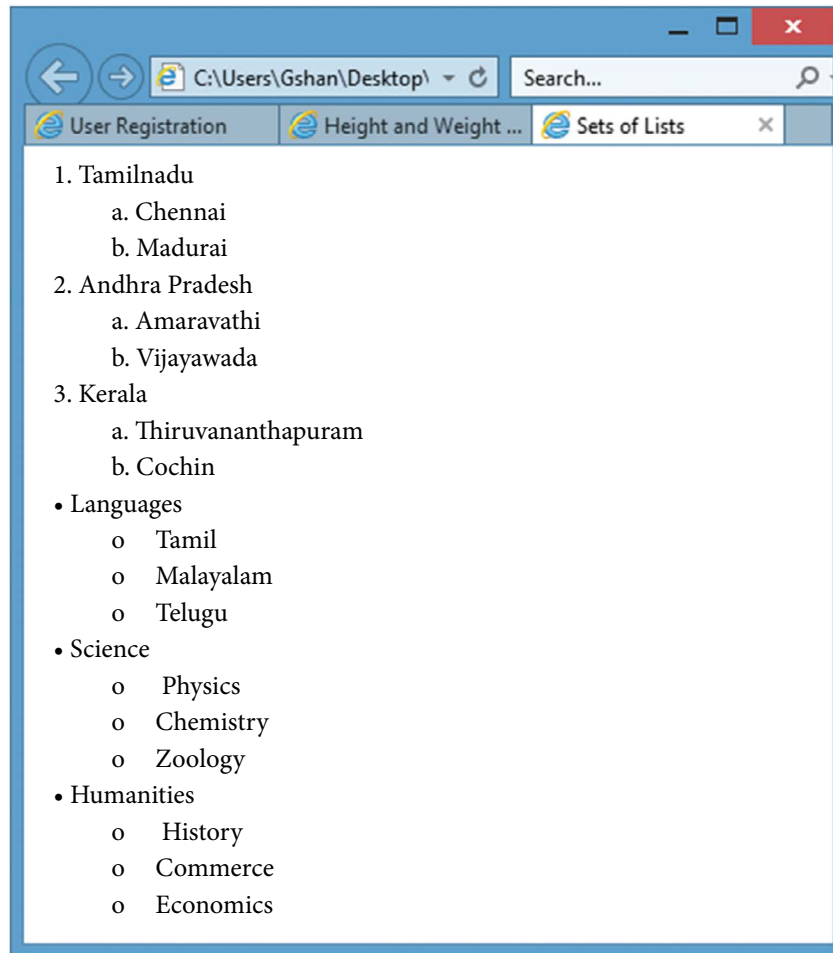 C:\Users\Gshan\Desktop\ Search...
User Registration Height and Weight ... Sets of Lists
1. Tamilnadu
a. Chennai
b. Madurai
2. Andhra Pradesh
a. Amaravathi
b. Vijayawada
3. Kerala
a. Thiruvananthapuram
b. Cochin
• Languages
o Tamil
o Malayalam
o Telugu
• Science
o Physics
o Chemistry
o Zoology
• Humanities
o History
o Commerce
o Economics